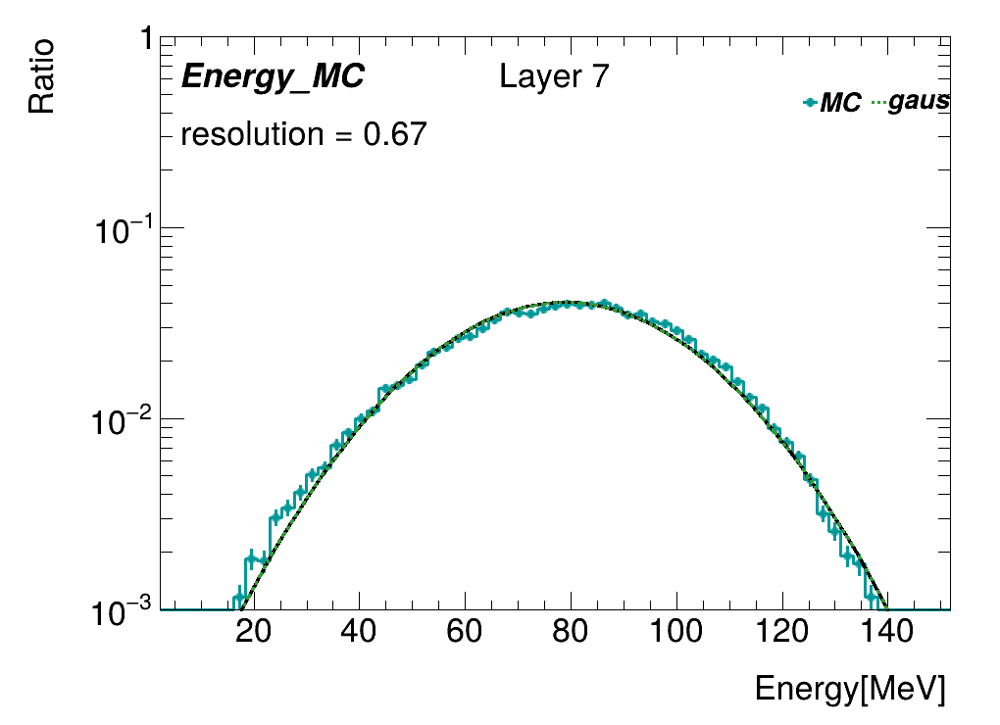 Ratio
1
10⁻¹
10⁻²
10⁻³
Energy_MC
Layer 7
resolution = 0.67
MC
gaus
20 40 60 80 100 120 140
Energy[MeV]